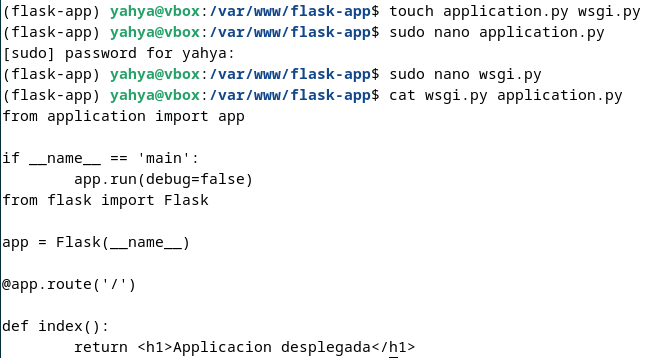 (flask-app) yahya@vbox:/var/www/flask-app$ touch application.py wsgi.py
(flask-app) yahya@vbox:/var/www/flask-app$ sudo nano application.py
[sudo] password for yahya:
(flask-app) yahya@vbox:/var/www/flask-app$ sudo nano wsgi.py
(flask-app) yahya@vbox:/var/www/flask-app$ cat wsgi.py application.py
from application import app

if __name__ == 'main':
        app.run(debug=false)
from flask import Flask

app = Flask(__name__)

@app.route('/')

def index():
        return <h1>Applicacion desplegada</h1>